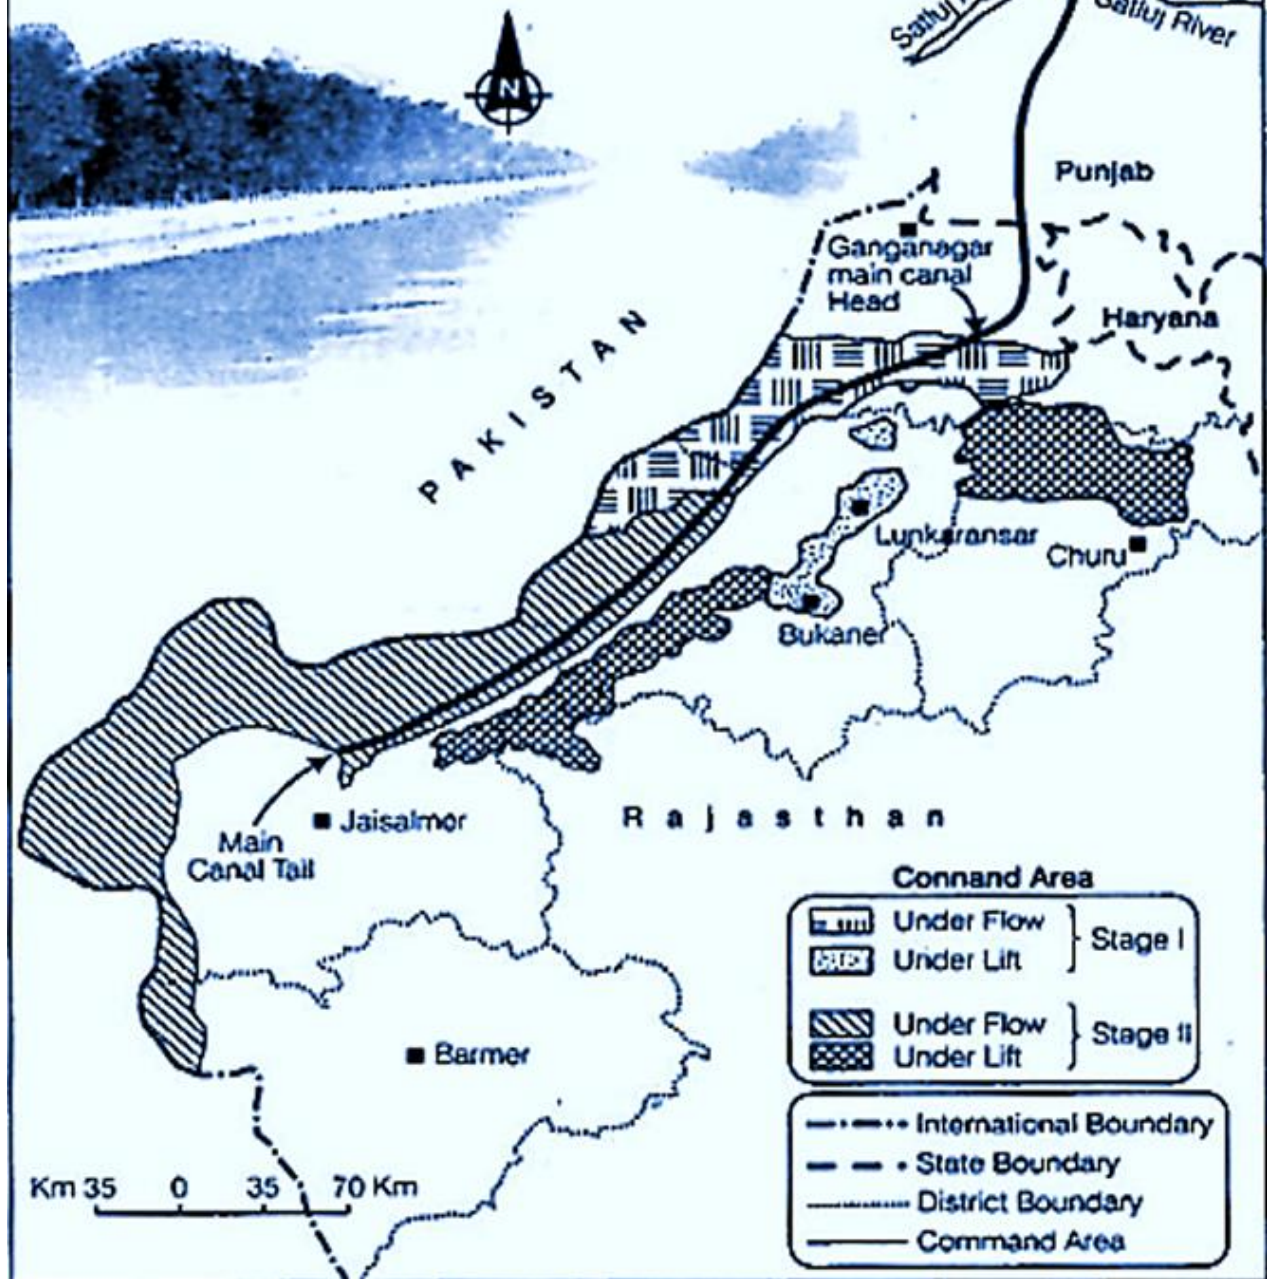 Satluj River
N
Punjab
Ganganagar
main canal
Head
Haryana
PAKISTAN
Lunkaransar
Churu
Bukaner
Rajasthan
Jaisalmer
Main
Canal Tail
Connand Area
Under Flow
Under Lift
Stage I
Under Flow
Under Lift
Stage II
Barmer
International Boundary
State Boundary
District Boundary
Command Area
Km 35 0 35 70 Km